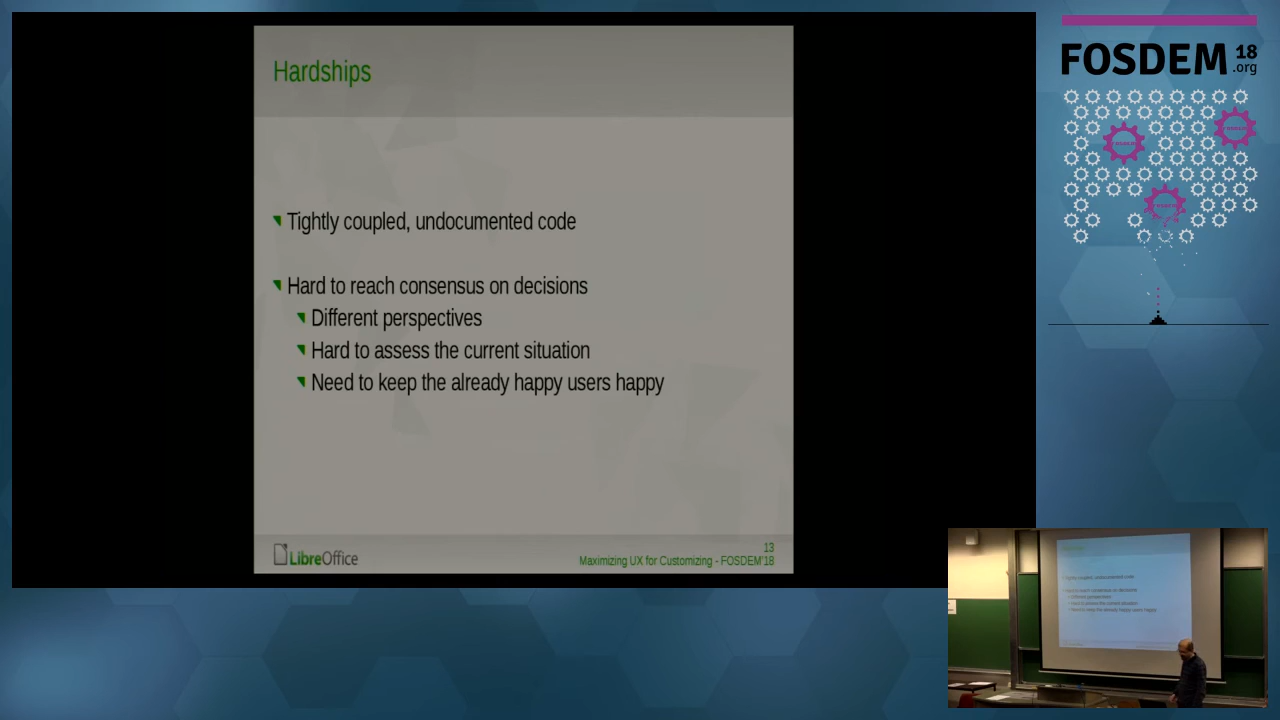 Hardships
Tightly coupled, undocumented code
Hard to reach consensus on decisions
Different perspectives
Hard to assess the current situation
Need to keep the already happy users happy
LibreOffice
13
Maximizing UX for Customizing - FOSDEM'18
FOSDEM 18
.org